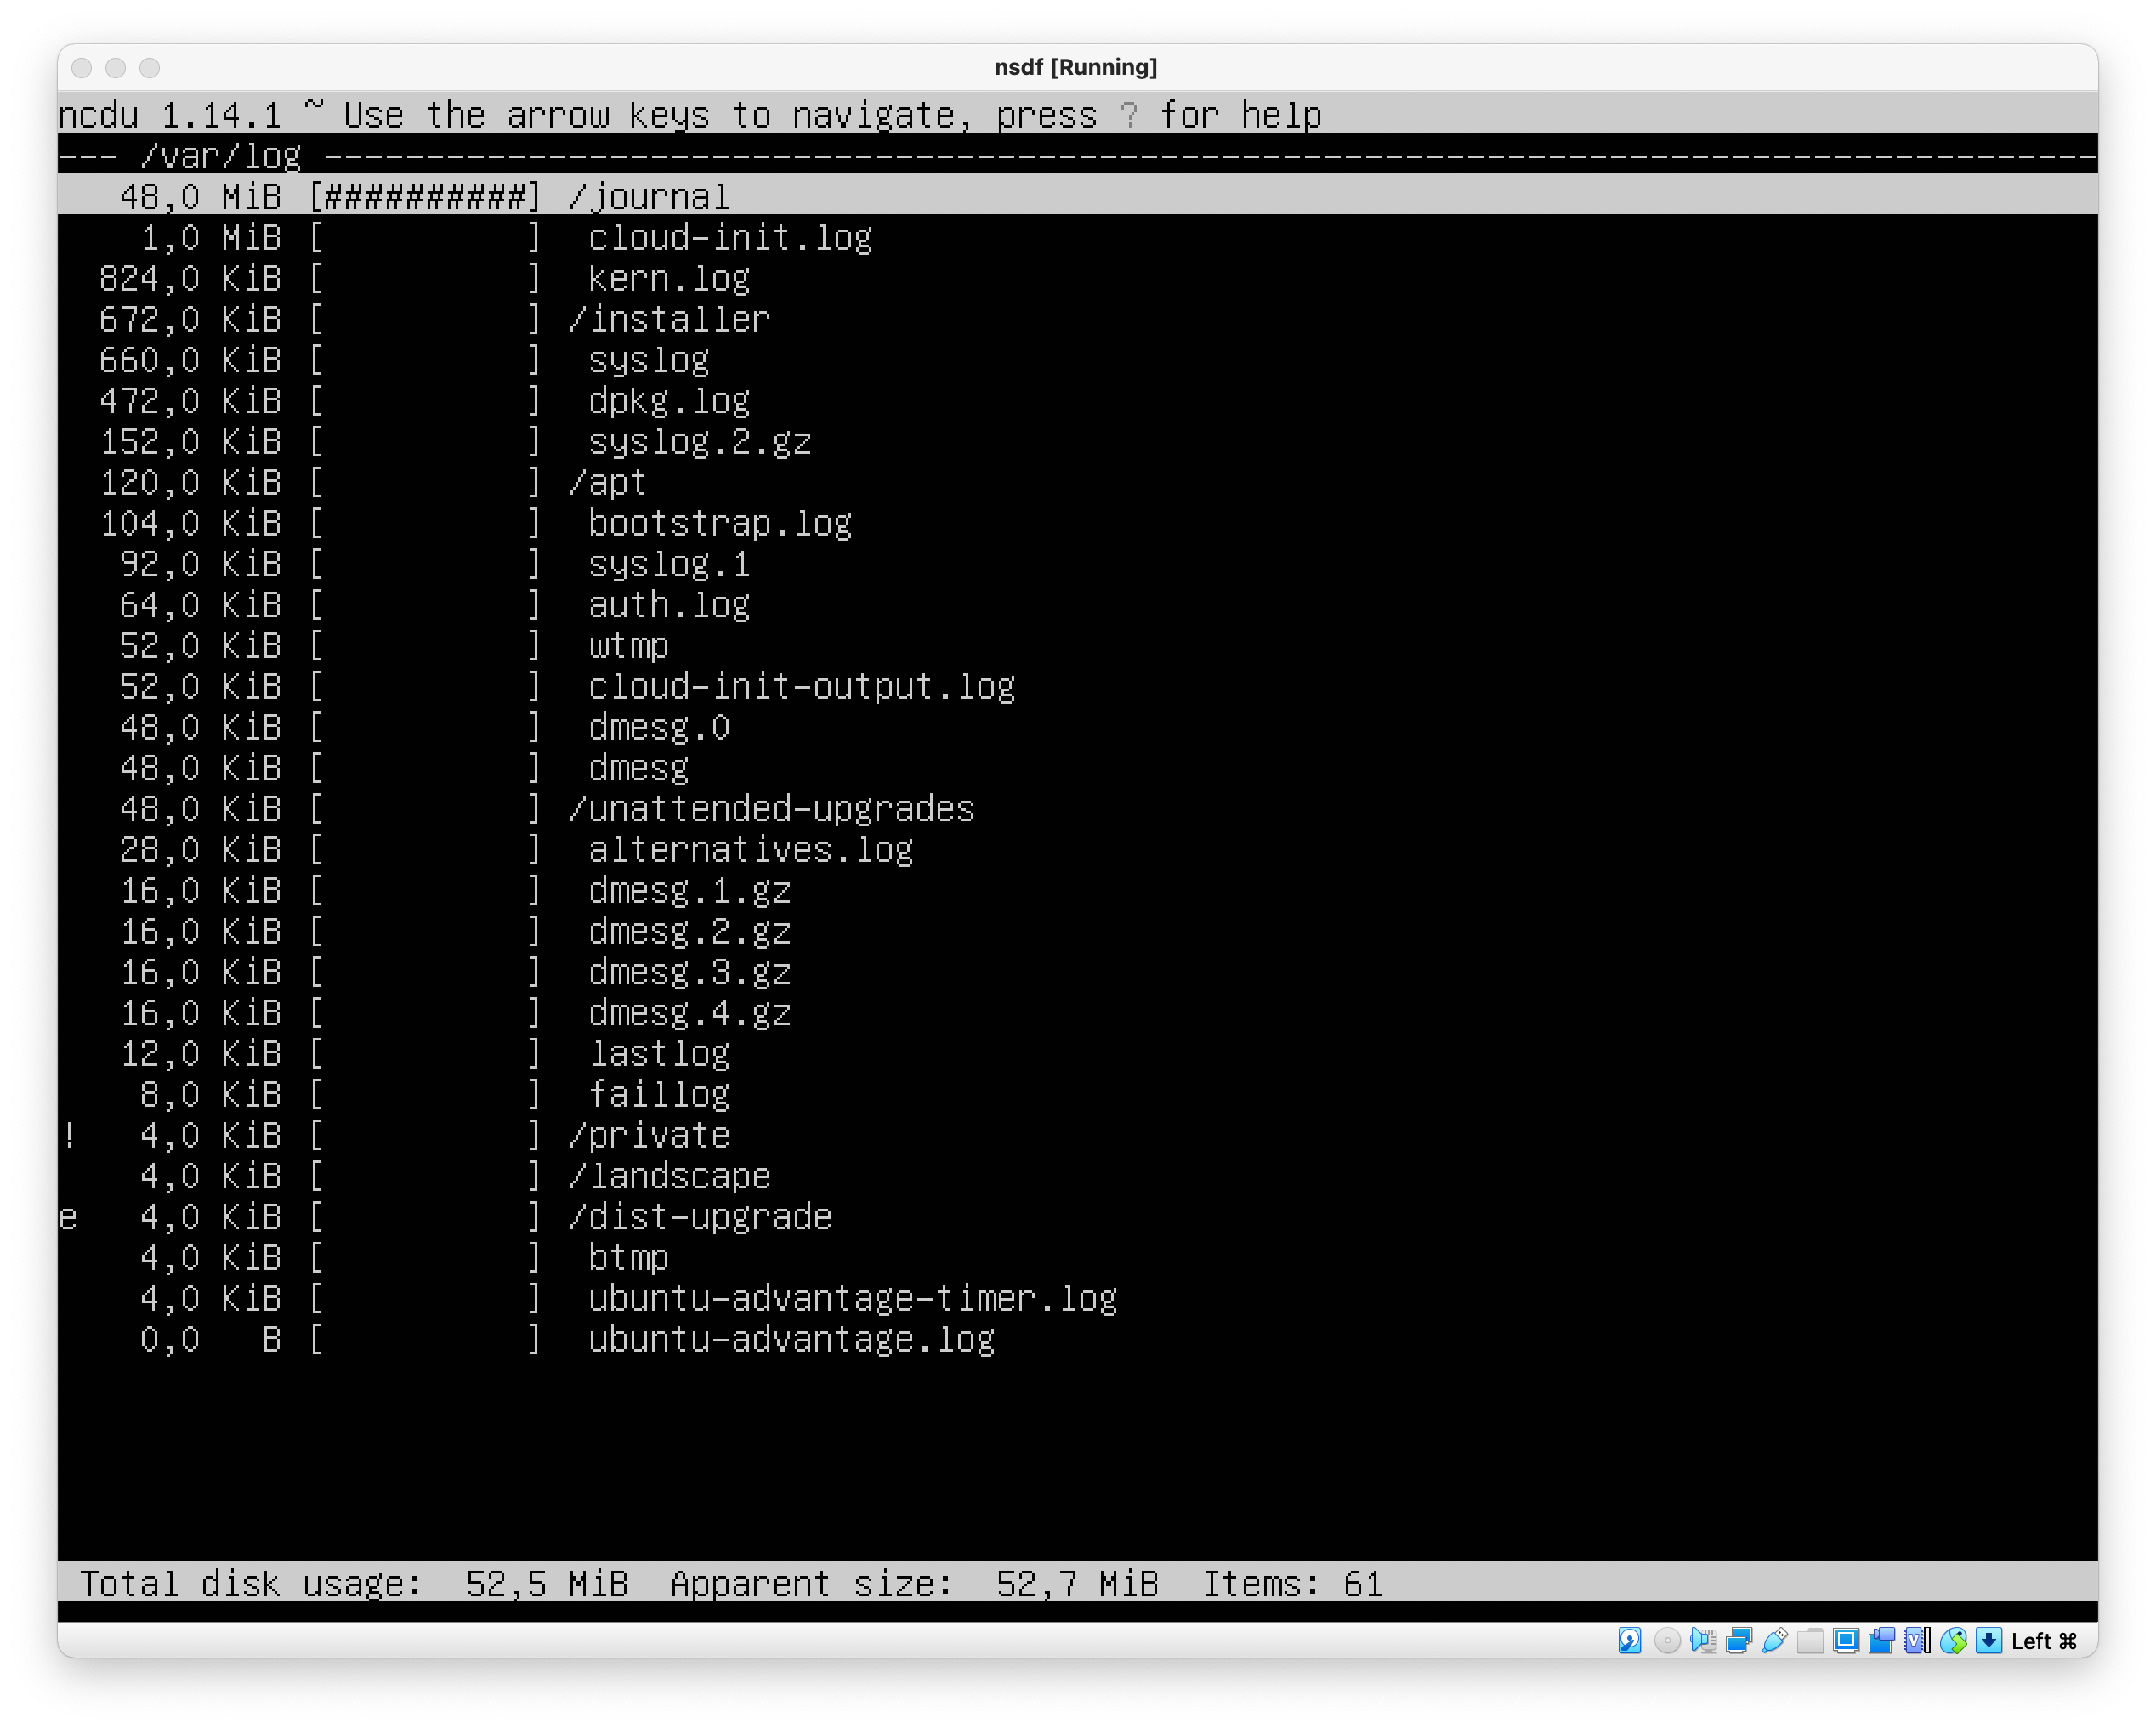 nsdf [Running]
ncdu 1.14.1 ~ Use the arrow keys to navigate, press ? for help
--- /var/log ---------------------------------------------------------------------------------------
48,0 MiB [##########] /journal
1,0 MiB [          ]  cloud-init.log
824,0 KiB [          ]  kern.log
672,0 KiB [          ] /installer
660,0 KiB [          ]  syslog
472,0 KiB [          ]  dpkg.log
152,0 KiB [          ]  syslog.2.gz
120,0 KiB [          ] /apt
104,0 KiB [          ]  bootstrap.log
92,0 KiB [          ]  syslog.1
64,0 KiB [          ]  auth.log
52,0 KiB [          ]  wtmp
52,0 KiB [          ]  cloud-init-output.log
48,0 KiB [          ]  dmesg.0
48,0 KiB [          ]  dmesg
48,0 KiB [          ] /unattended-upgrades
28,0 KiB [          ]  alternatives.log
16,0 KiB [          ]  dmesg.1.gz
16,0 KiB [          ]  dmesg.2.gz
16,0 KiB [          ]  dmesg.3.gz
16,0 KiB [          ]  dmesg.4.gz
12,0 KiB [          ]  lastlog
8,0 KiB [          ]  faillog
!   4,0 KiB [          ] /private
4,0 KiB [          ] /landscape
e   4,0 KiB [          ] /dist-upgrade
4,0 KiB [          ]  btmp
4,0 KiB [          ]  ubuntu-advantage-timer.log
0,0   B [          ]  ubuntu-advantage.log
Total disk usage:  52,5 MiB  Apparent size:  52,7 MiB  Items: 61
Left ⌘